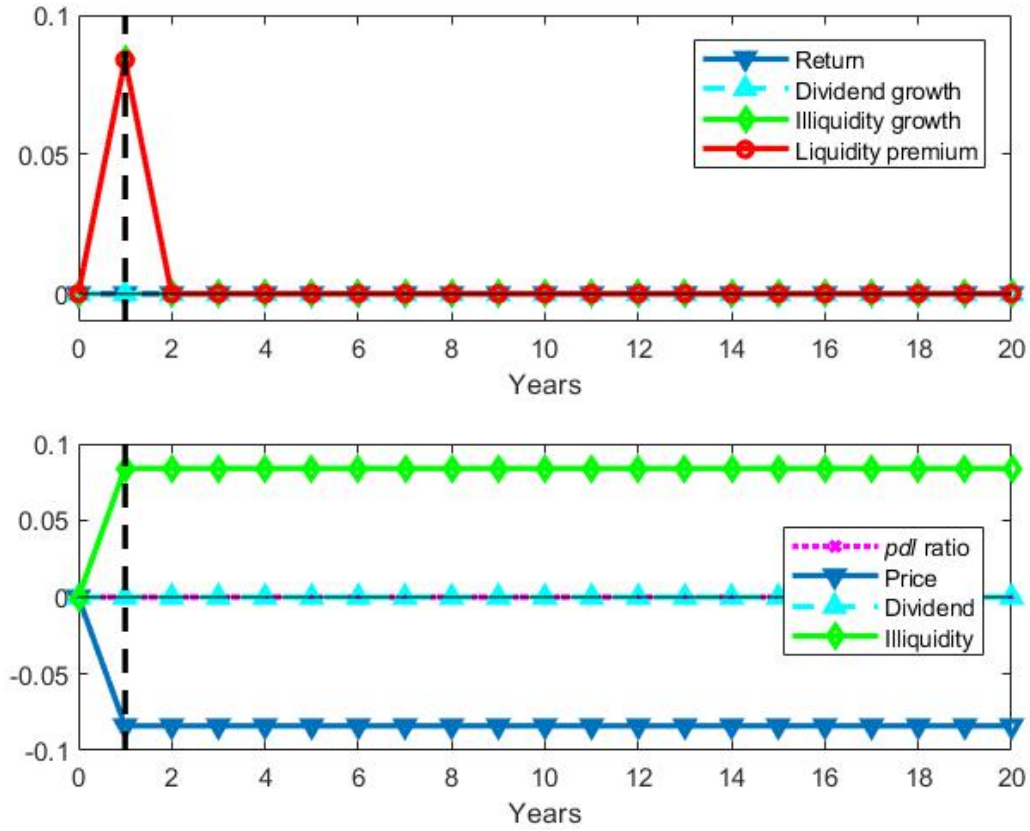 0.1
0.05
0
Return
Dividend growth
Illiquidity growth
Liquidity premium
0 2 4 6 8 10 12 14 16 18 20
Years
0.1
0.05
0
-0.05
-0.1
pdl ratio
Price
Dividend
Illiquidity
0 2 4 6 8 10 12 14 16 18 20
Years